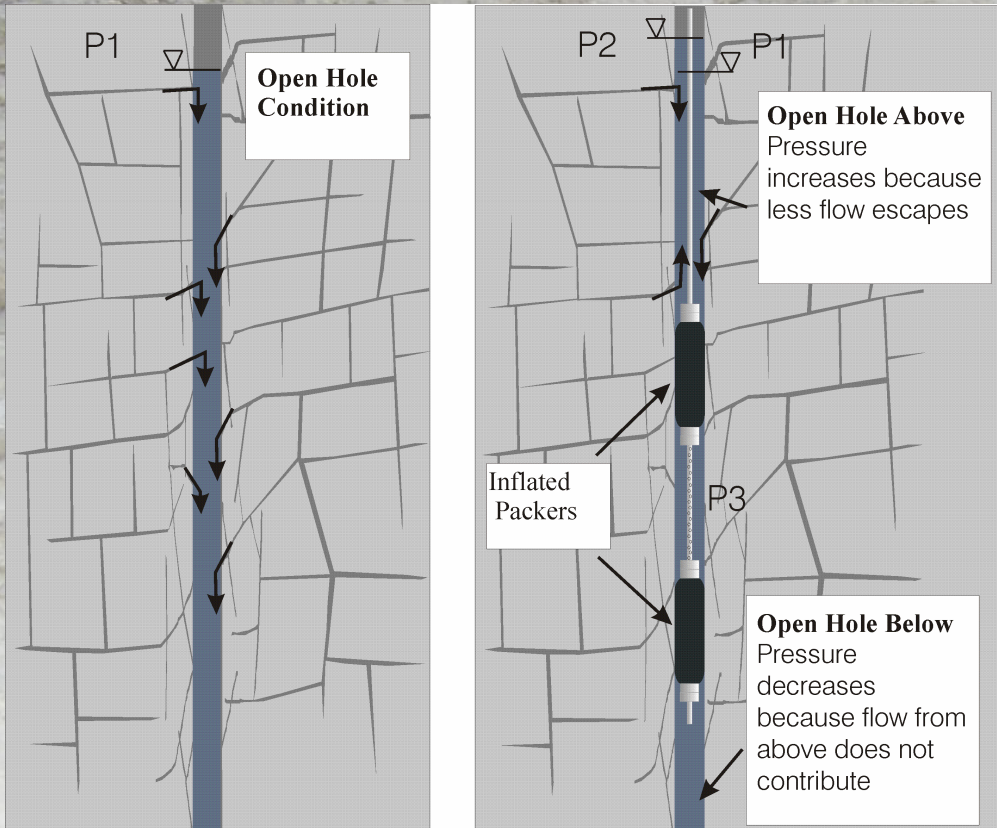 P1
Open Hole
Condition
P2
P1
Open Hole Above
Pressure
increases because
less flow escapes
Inflated
Packers
P3
Open Hole Below
Pressure
decreases
because flow from
above does not
contribute